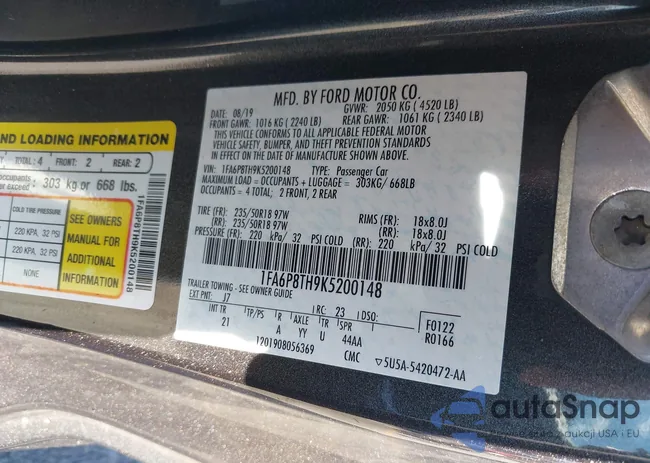 ND LOADING INFORMATION
TOTAL: 4 FRONT: 2 REAR: 2
303 kg or 668 lbs.
COLD TIRE PRESSURE
220 KPA, 32 PSI
220 KPA, 32 PSI
NONE
SEE OWNERS
MANUAL FOR
ADDITIONAL
INFORMATION
1FA6P8TH9K5200148
MFD. BY FORD MOTOR CO.
DATE: 08/19 GVWR: 2050 KG ( 4520 LB)
FRONT GAWR: 1016 KG ( 2240 LB) REAR GAWR: 1061 KG ( 2340 LB)
THIS VEHICLE CONFORMS TO ALL APPLICABLE FEDERAL MOTOR
VEHICLE SAFETY, BUMPER, AND THEFT PREVENTION STANDARDS
IN EFFECT ON THE DATE OF MANUFACTURE SHOWN ABOVE.
VIN: 1FA6P8TH9K5200148 TYPE: Passenger Car
MAXIMUM LOAD = OCCUPANTS + LUGGAGE = 303KG/ 668LB
OCCUPANTS = 4 TOTAL; 2 FRONT, 2 REAR
TIRE (FR): 235/50R18 97W RIMS (FR): 18x8.0J
(RR): 235/50R18 97W (RR): 18x8.0J
PRESSURE (FR): 220 kPa/ 32 PSI COLD (RR): 220 kPa/ 32 PSI COLD
1FA6P8TH9K5200148
TRAILER TOWING - SEE OWNER GUIDE
EXT PNT: J7 RC: 23 DSO:
INT TR TP/PS R AXLE TR SPR
21 A YY U 44AA
F0122
R0166
1201908056369 CMC 5U5A-5420472-AA
autoSnap
aukcji USA i EU